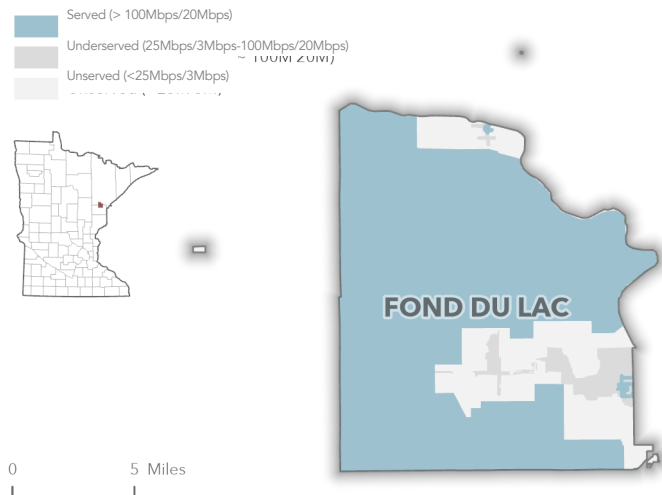 Served (> 100Mbps/20Mbps)
Underserved (25Mbps/3Mbps-100Mbps/20Mbps)
Unserved (<25Mbps/3Mbps)
FOND DU LAC
0 5 Miles